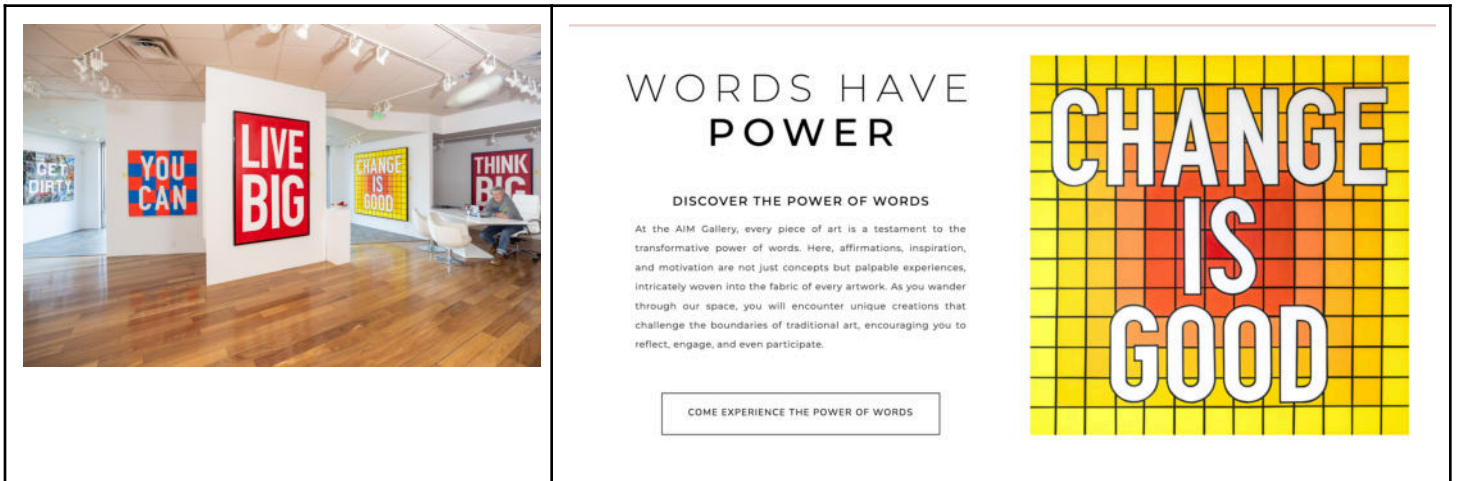 GET
DIRTY
YOU
CAN
LIVE
BIG
CHANGE
IS
GOOD
THINK
BIG
WORDS HAVE
POWER
DISCOVER THE POWER OF WORDS
At the AIM Gallery, every piece of art is a testament to the
transformative power of words. Here, affirmations, inspiration,
and motivation are not just concepts but palpable experiences,
intricately woven into the fabric of every artwork. As you wander
through our space, you will encounter unique creations that
challenge the boundaries of traditional art, encouraging you to
reflect, engage, and even participate.
COME EXPERIENCE THE POWER OF WORDS
CHANGE
IS
GOOD